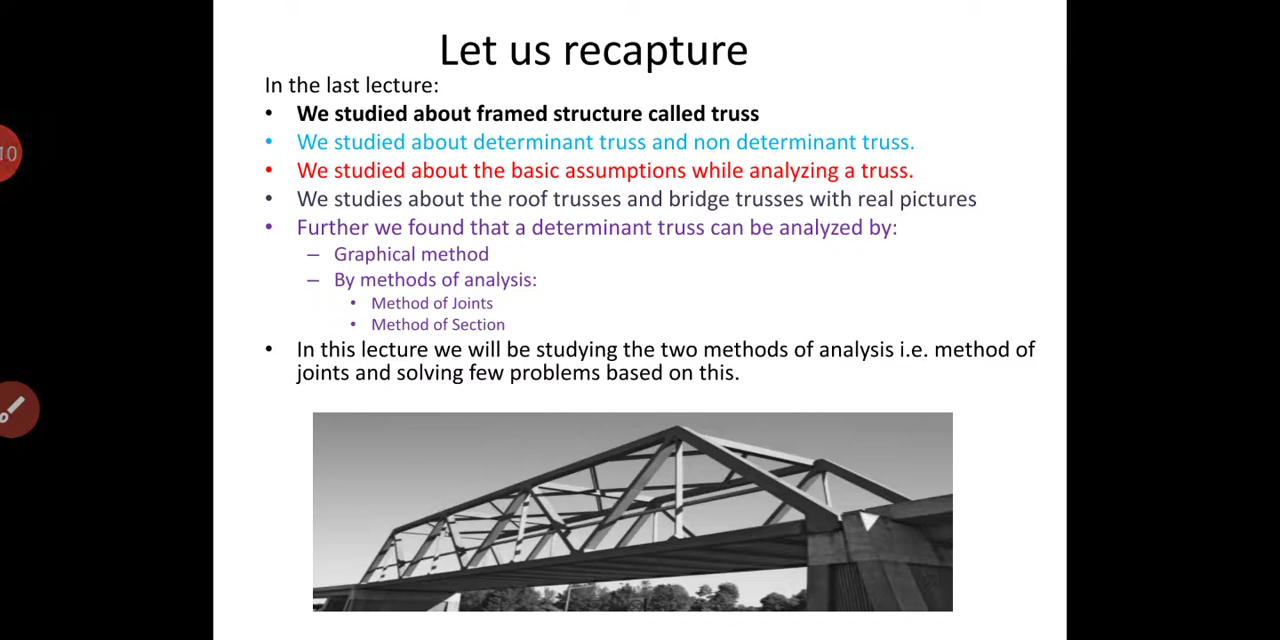 Let us recapture
In the last lecture:
• We studied about framed structure called truss
• We studied about determinant truss and non determinant truss.
• We studied about the basic assumptions while analyzing a truss.
• We studies about the roof trusses and bridge trusses with real pictures
• Further we found that a determinant truss can be analyzed by:
– Graphical method
– By methods of analysis:
• Method of Joints
• Method of Section
• In this lecture we will be studying the two methods of analysis i.e. method of
joints and solving few problems based on this.
10